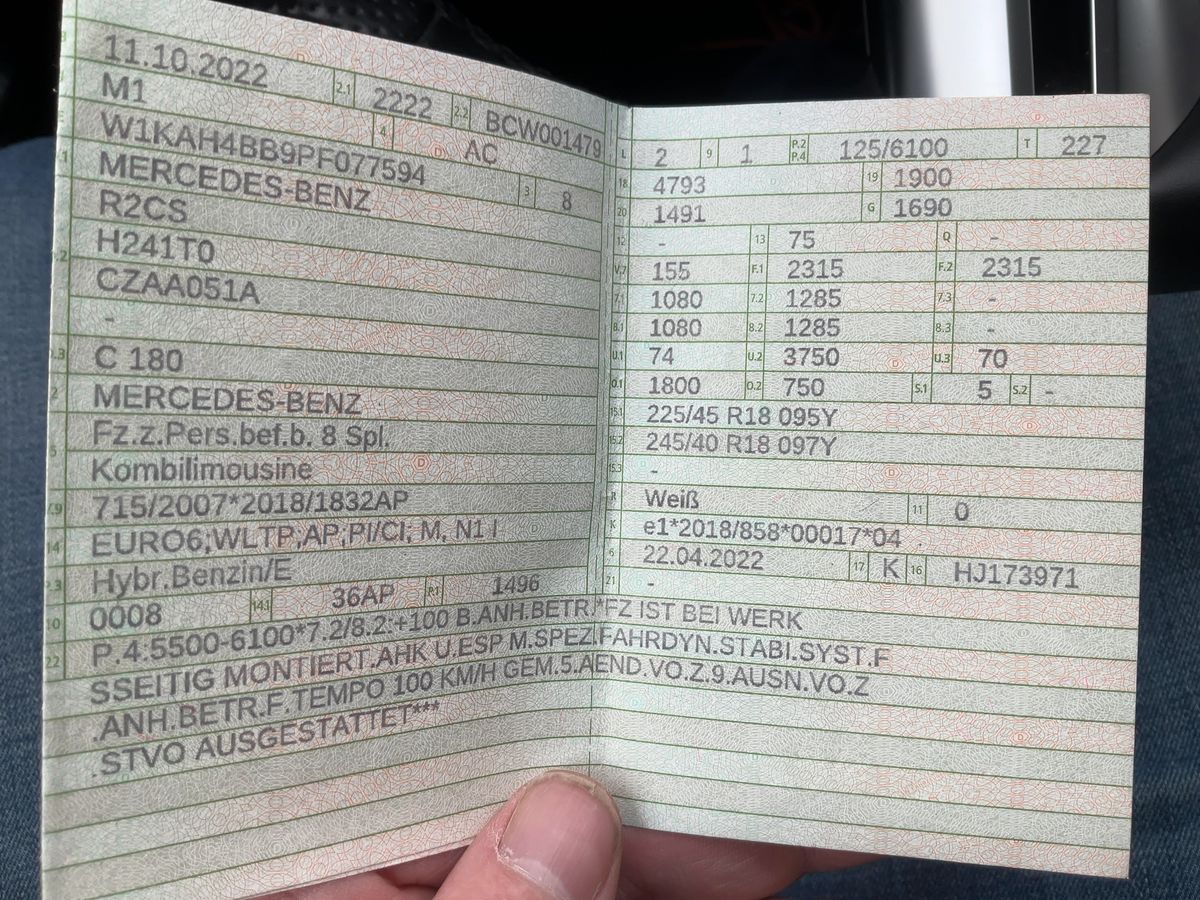 11.10.2022 2.1 2222 2.2 BCW001479
M1 4 AC
W1KAH4BB9PF077594 3 8
MERCEDES-BENZ
R2CS
H241T0
CZAA051A
-
C 180
MERCEDES-BENZ
Fz.z.Pers.bef.b. 8 Spl.
Kombilimousine
715/2007*2018/1832AP
14 EURO6;WLTP,AP;PI/CI; M, N1 I
Hybr.Benzin/E
10 0008 14.1 36AP P.1 1496
L 2 9 1 P.2 P.4 125/6100 T 227
18 4793 19 1900
20 1491 G 1690
12 - 13 75 Q -
V.7 155 F.1 2315 F.2 2315
7.1 1080 7.2 1285 7.3 -
8.1 1080 8.2 1285 8.3 -
U.1 74 U.2 3750 U.3 70
O.1 1800 O.2 750 S.1 5 S.2 -
15.1 225/45 R18 095Y
15.2 245/40 R18 097Y
15.3 -
R Weiß 11 0
K e1*2018/858*00017*04
6 22.04.2022 17 K 16 HJ173971
21 -
22 P.4:5500-6100*7.2/8.2:+100 B.ANH.BETR.*FZ IST BEI WERK
SSEITIG MONTIERT.AHK U.ESP M.SPEZ.FAHRDYN.STABI.SYST.F
.ANH.BETR.F.TEMPO 100 KM/H GEM.5.AEND.VO.Z.9.AUSN.VO.Z
.STVO AUSGESTATTET***